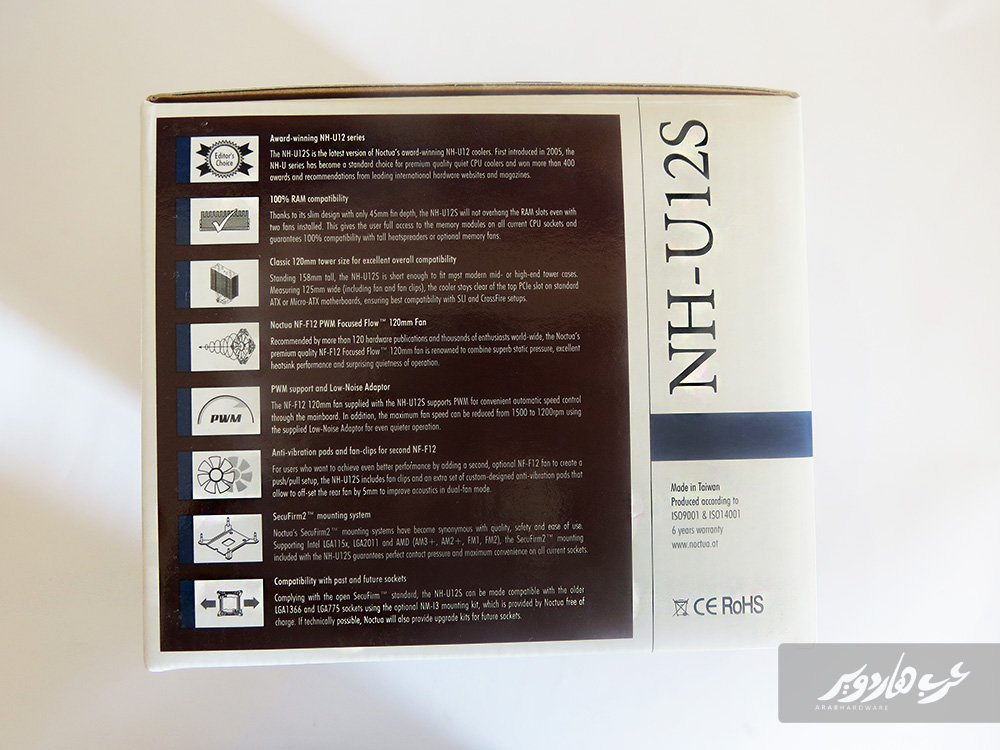 Editor's
Choice
Award-winning NH-U12 series
The NH-U12S is the latest version of Noctua's award-winning NH-U12 coolers. First introduced in 2005, the
NH-U series has become a standard choice for premium quality quiet CPU coolers and won more than 400
awards and recommendations from leading international hardware websites and magazines.
100% RAM compatibility
Thanks to its slim design with only 45mm fin depth, the NH-U12S will not overhang the RAM slots even with
two fans installed. This gives the user full access to the memory modules on all current CPU sockets and
guarantees 100% compatibility with tall heatspreaders or optional memory fans.
Classic 120mm tower size for excellent overall compatibility
Standing 158mm tall, the NH-U12S is short enough to fit most modern mid- or high-end tower cases.
Measuring 125mm wide (including fan and fan clips), the cooler stays clear of the top PCIe slot on standard
ATX or Micro-ATX motherboards, ensuring best compatibility with SLI and CrossFire setups.
Noctua NF-F12 PWM Focused Flow™ 120mm Fan
Recommended by more than 120 hardware publications and thousands of enthusiasts world-wide, the Noctua's
premium quality NF-F12 Focused Flow™ 120mm fan is renowned to combine superb static pressure, excellent
heatsink performance and surprising quietness of operation.
PWM
PWM support and Low-Noise Adaptor
The NF-F12 120mm fan supplied with the NH-U12S supports PWM for convenient automatic speed control
through the mainboard. In addition, the maximum fan speed can be reduced from 1500 to 1200rpm using
the supplied Low-Noise Adaptor for even quieter operation.
Anti-vibration pads and fan-clips for second NF-F12
For users who want to achieve even better performance by adding a second, optional NF-F12 fan to create a
push/pull setup, the NH-U12S includes fan clips and an extra set of custom-designed anti-vibration pads that
allow to off-set the rear fan by 5mm to improve acoustics in dual-fan mode.
SecuFirm2™ mounting system
Noctua's SecuFirm2™ mounting systems have become synonymous with quality, safety and ease of use.
Supporting Intel LGA115x, LGA2011 and AMD (AM3+, AM2+, FM1, FM2), the SecuFirm2™ mounting
included with the NH-U12S guarantees perfect contact pressure and maximum convenience on all current sockets.
Compatibility with past and future sockets
Complying with the open SecuFirm™ standard, the NH-U12S can be made compatible with the older
LGA1366 and LGA775 sockets using the optional NM-I3 mounting kit, which is provided by Noctua free of
charge. If technically possible, Noctua will also provide upgrade kits for future sockets.
NH-U12S
Made in Taiwan
Produced according to
ISO9001 & ISO14001
6 years warranty
www.noctua.at
CE RoHS
عرب هاردوير
ARABHARDWARE